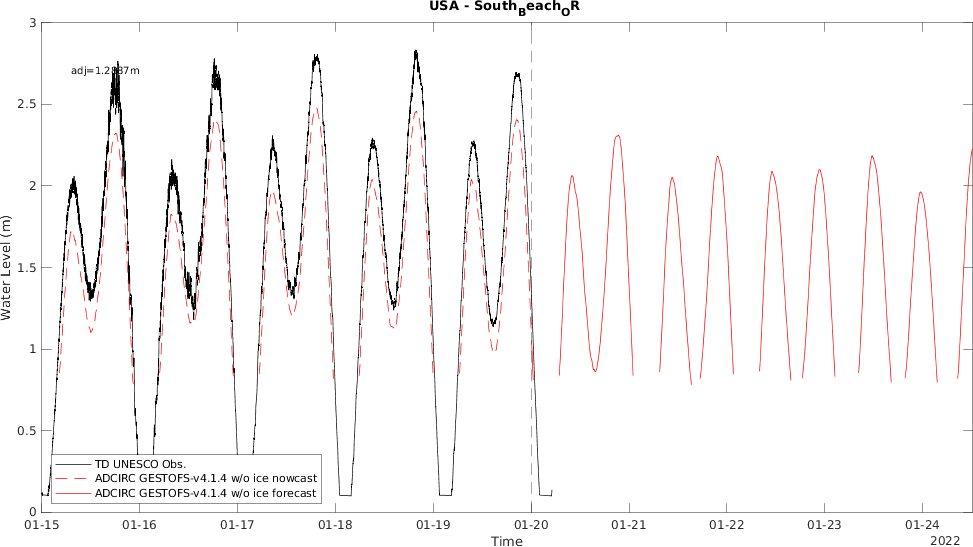 USA - SouthBeachOR
3
adj=1.2887m
2.5
2
1.5
1
0.5
0
Water Level (m)
TD UNESCO Obs.
ADCIRC GESTOFS-v4.1.4 w/o ice nowcast
ADCIRC GESTOFS-v4.1.4 w/o ice forecast
01-15 01-16 01-17 01-18 01-19 01-20 01-21 01-22 01-23 01-24
Time
2022